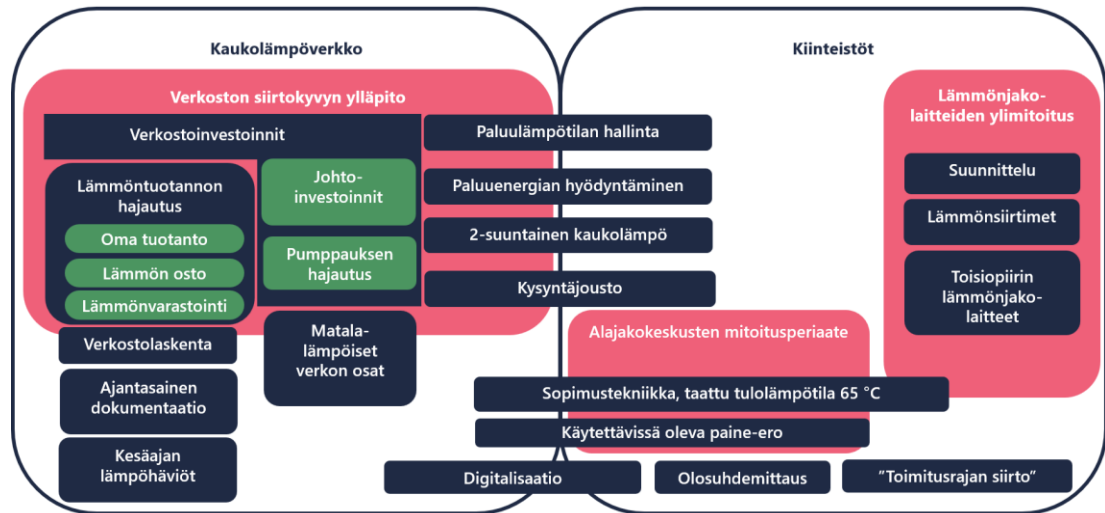 Kaukolämpöverkko
Verkoston siirtokyvyn ylläpito
Verkostoinvestoinnit
Lämmöntuotannon
hajautus
Oma tuotanto
Lämmön osto
Lämmönvarastointi
Johto-
investoinnit
Pumppauksen
hajautus
Verkostolaskenta
Ajantasainen
dokumentaatio
Kesäajan
lämpöhäviöt
Matala-
lämpöiset
verkon osat
Paluulämpötilan hallinta
Paluuenergian hyödyntäminen
2-suuntainen kaukolämpö
Kysyntäjousto
Kiinteistöt
Lämmönjako-
laitteiden ylimitoitus
Suunnittelu
Lämmönsiirtimet
Toisiopiirin
lämmönjako-
laitteet
Alajakokeskusten mitoitusperiaate
Sopimustekniikka, taattu tulolämpötila 65 °C
Käytettävissä oleva paine-ero
Digitalisaatio
Olosuhdemittaus
”Toimitusrajan siirto”